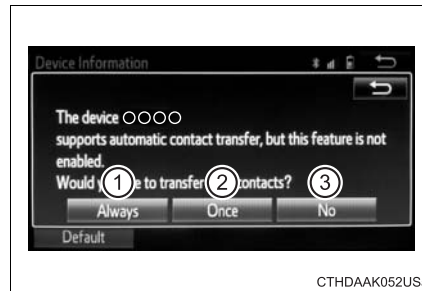 Device Information
The device ○○○○
supports automatic contact transfer, but this feature is not
enabled.
Would to transfer contacts?
1 2 3
Always Once No
Default
CTHDAAK052US